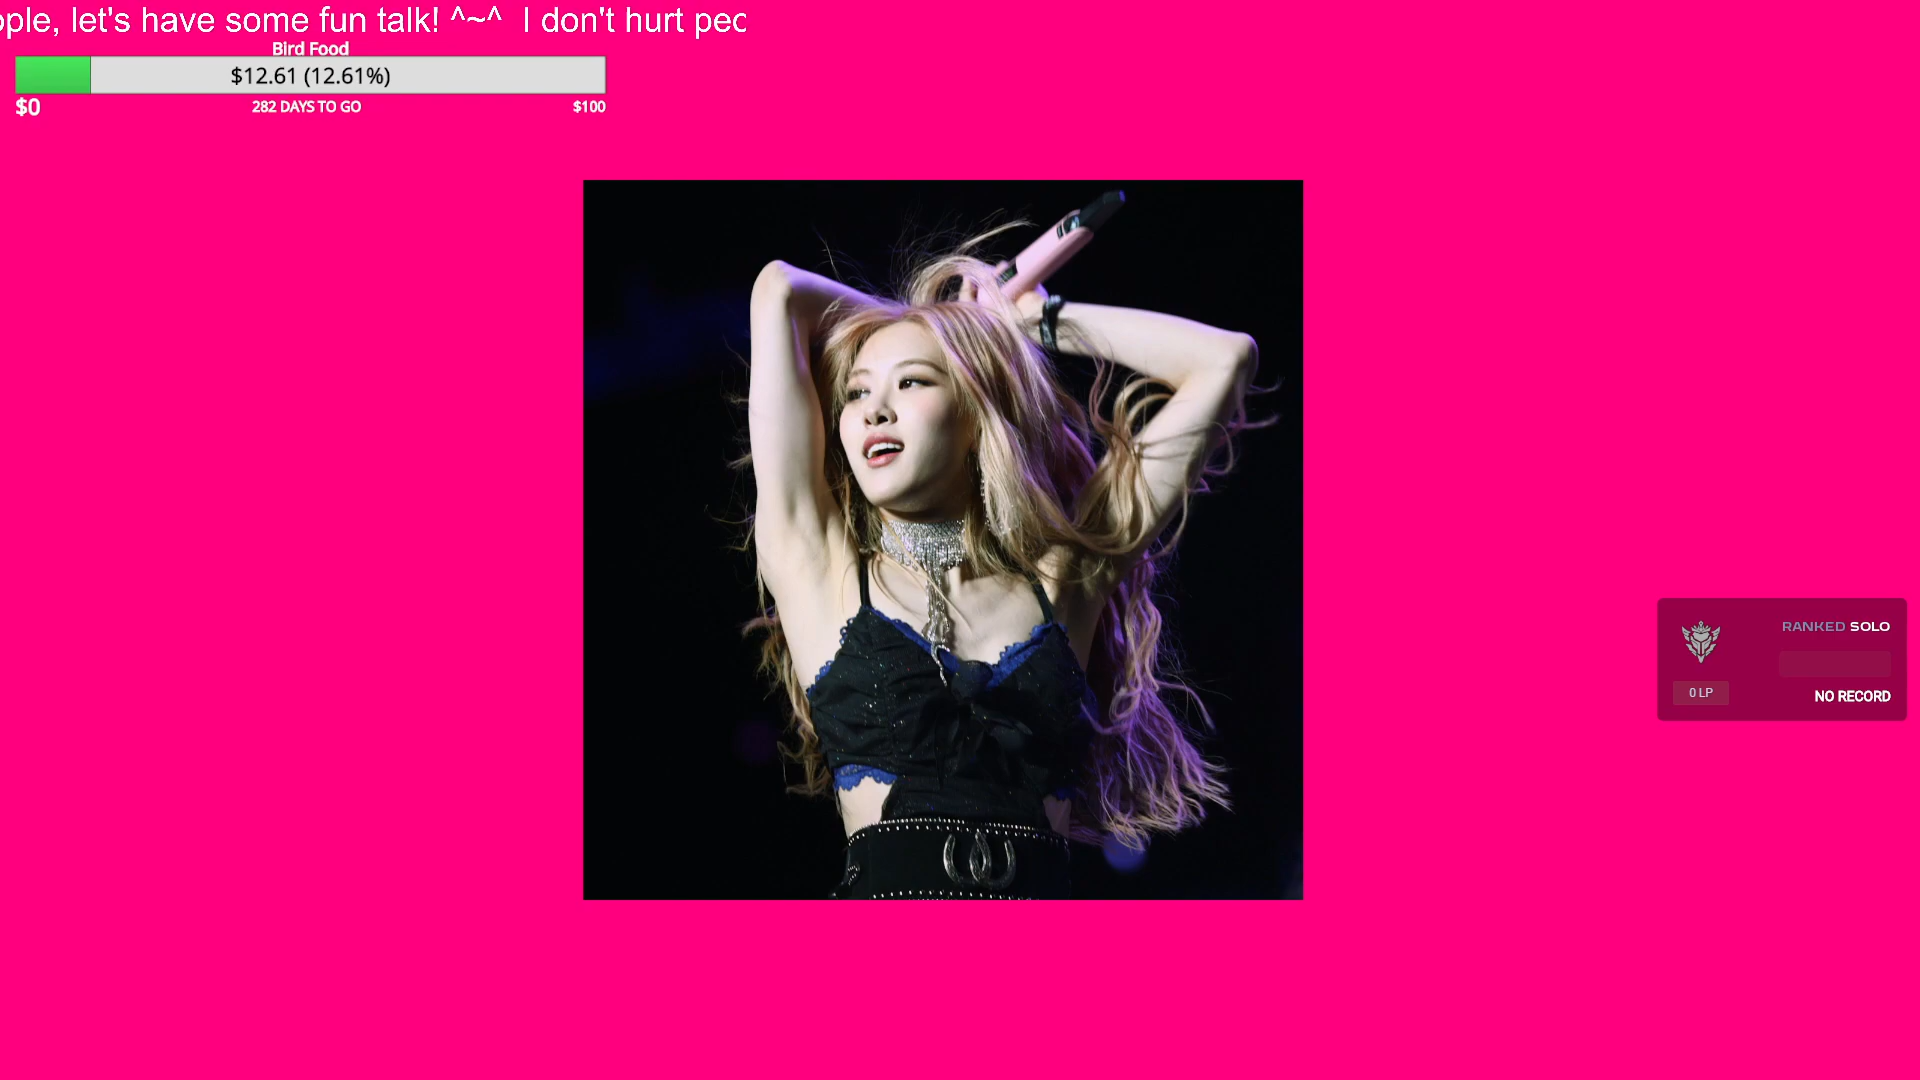 ople, let's have some fun talk! ^~^  I don't hurt pec
Bird Food
$12.61 (12.61%)
$0
282 DAYS TO GO
$100
RANKED SOLO
0 LP
NO RECORD